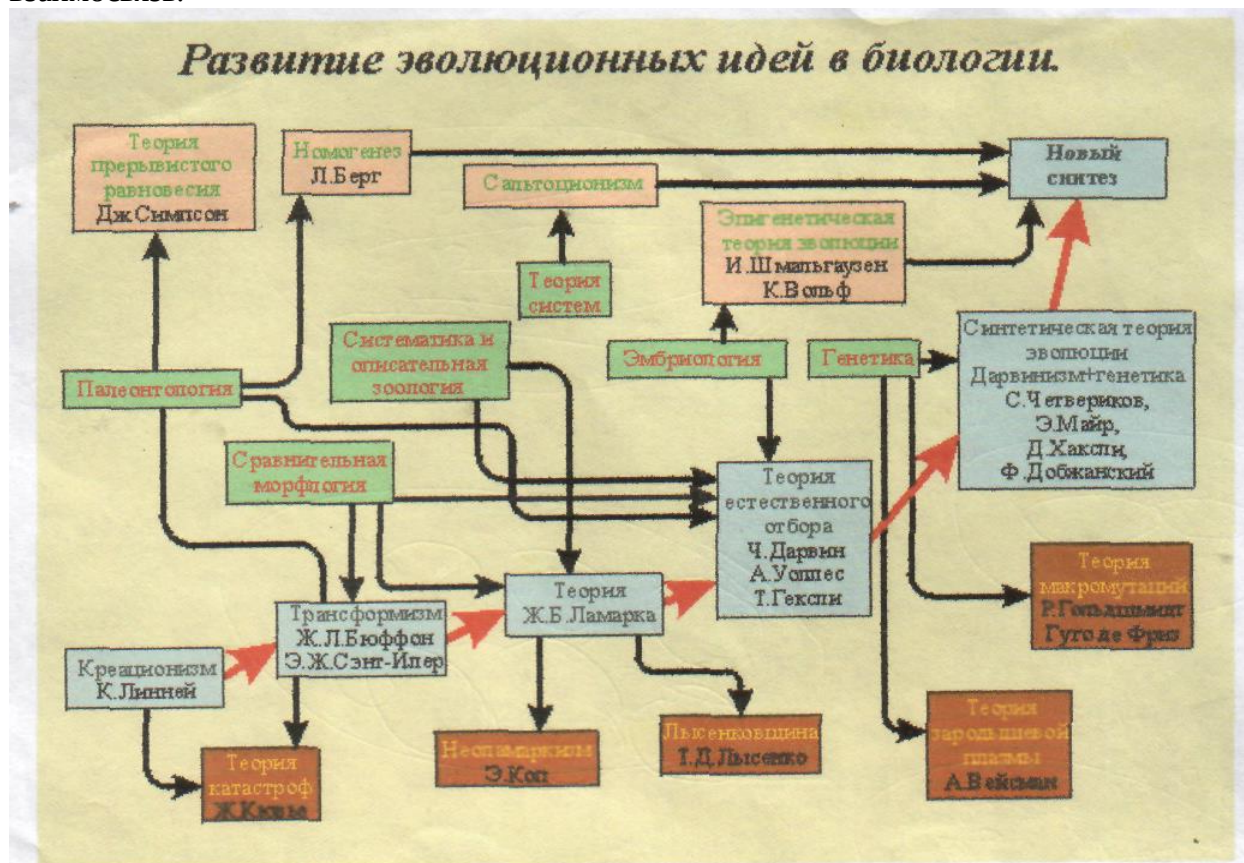 Развитие эволюционных идей в биологии.
Теория
прерывистого
равновесия
Дж.Симпсон
Номогенез
Л.Берг
Сальтоционизм
Новый
синтез
Эпигенетическая
теория эволюции
И.Шмальгаузен
К.Вольф
Теория
систем
Систематика и
описательная
зоология
Эмбриология
Генетика
Синтетическая теория
эволюции
Дарвинизм+генетика
С.Четвериков,
Э.Майр,
Д.Хаксли,
Ф.Добжанский
Палеонтология
Сравнительная
морфлогия
Теория
естественного
отбора
Ч.Дарвин
А.Уоллес
Т.Гексли
Теория
макромутаций
Р.Гольдшмидт
Гуго де Фриз
Теория
Ж.Б.Ламарка
Трансформизм
Ж.Л.Бюффон
Э.Ж.Сэнт-Илер
Креационизм
К.Линней
Теория
катастроф
Ж.Кювье
Неоламаркизм
Э.Коп
Лысенковщина
Т.Д.Лысенко
Теория
зародышевой
плазмы
А.Вейсман